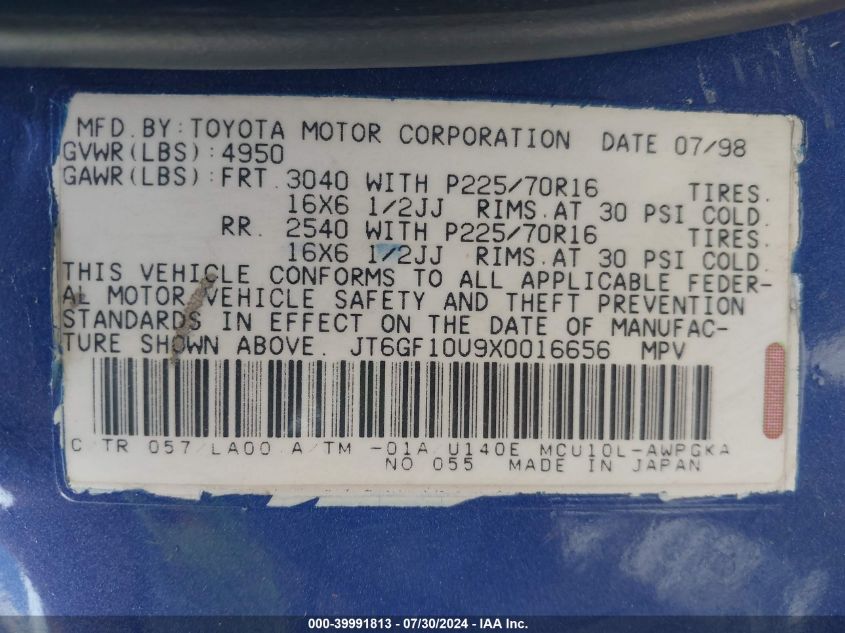 MFD. BY: TOYOTA MOTOR CORPORATION DATE 07/98
GVWR(LBS): 4950
GAWR(LBS): FRT. 3040 WITH P225/70R16 TIRES.
16X6 1/2JJ RIMS. AT 30 PSI COLD.
RR. 2540 WITH P225/70R16 TIRES.
16X6 1/2JJ RIMS. AT 30 PSI COLD.
THIS VEHICLE CONFORMS TO ALL APPLICABLE FEDER-
AL MOTOR VEHICLE SAFETY AND THEFT PREVENTION
STANDARDS IN EFFECT ON THE DATE OF MANUFAC-
TURE SHOWN ABOVE. JT6GF10U9X0016656 MPV
C/TR 057/LA00 A/TM -01A/U140E MCU10L-AWPGKA
NO 055 MADE IN JAPAN
000-39991813 - 07/30/2024 - IAA Inc.